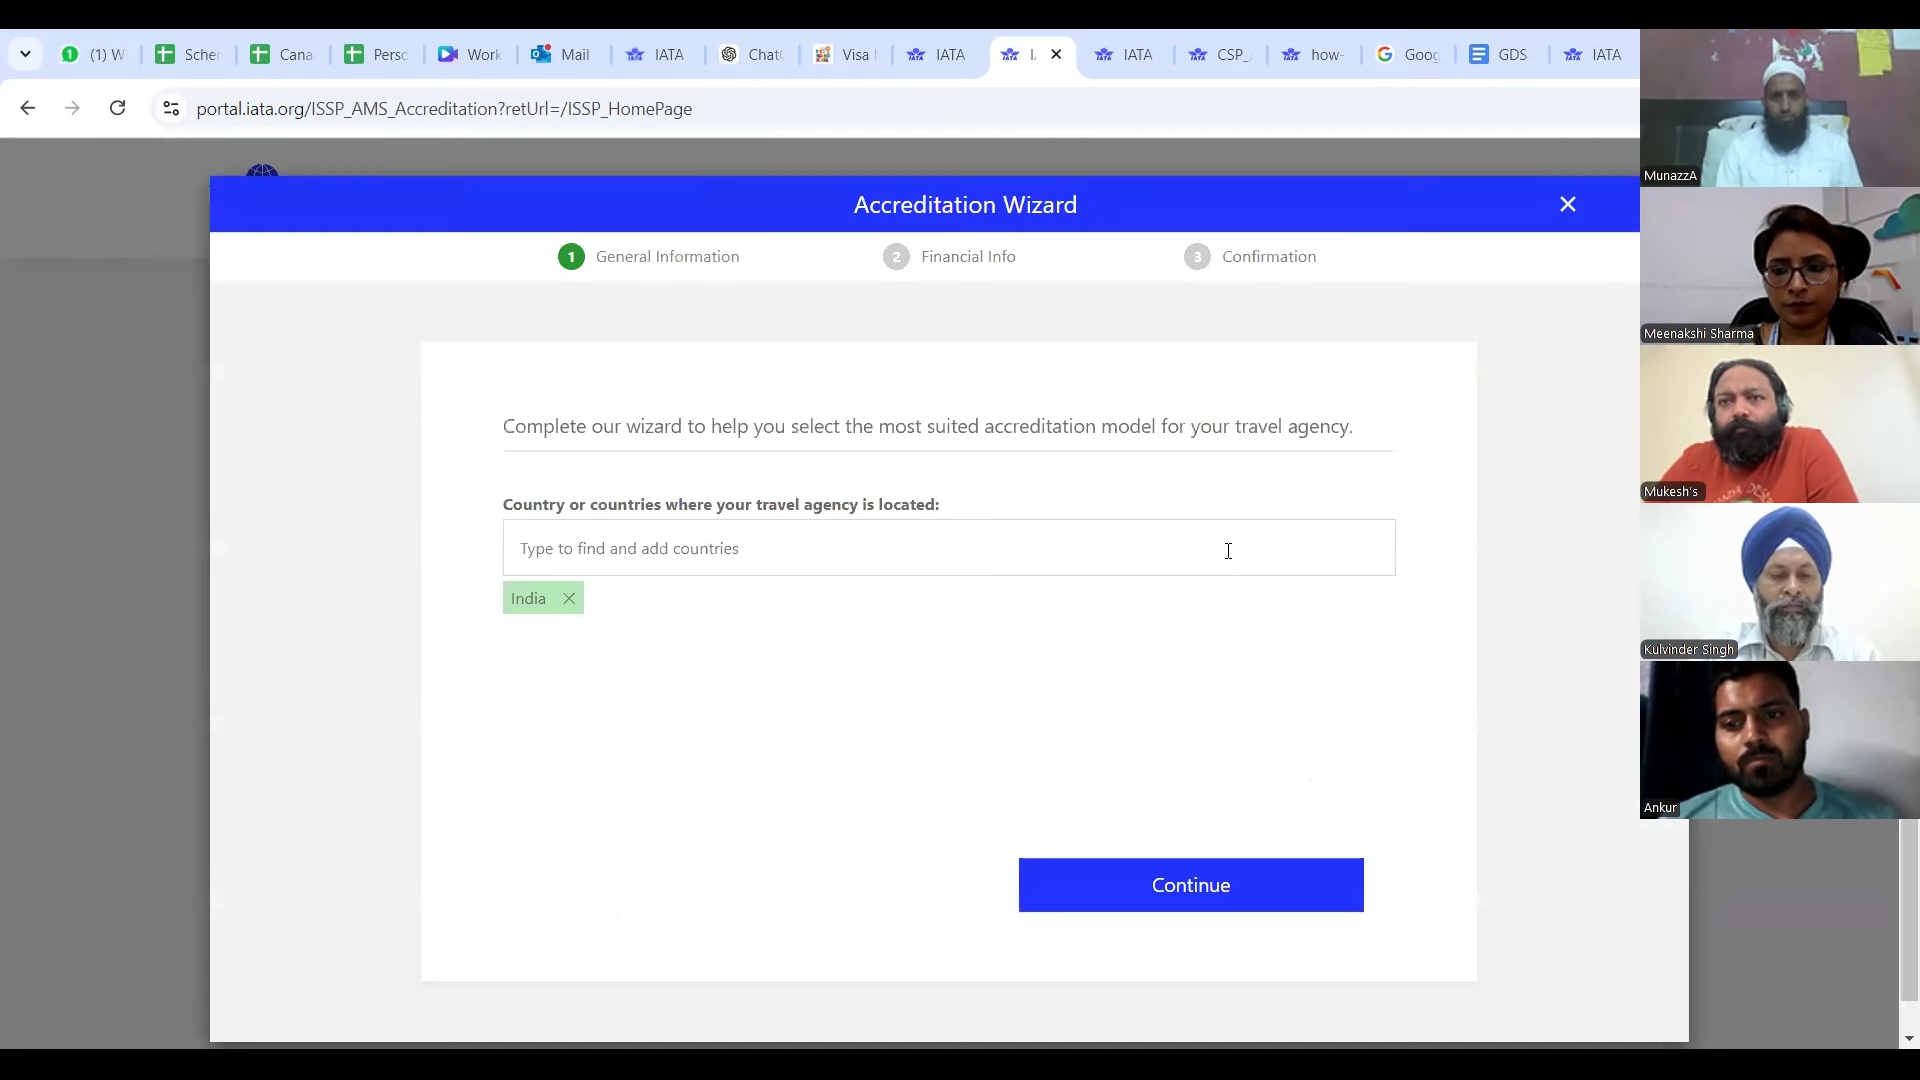 (1) W
Scher
Cana
Perso
Work
Mail
IATA
ChatG
Visa
IATA
I
IATA
CSP_
how-
Goog
GDS
IATA
portal.iata.org/ISSP_AMS_Accreditation?retUrl=/ISSP_HomePage
Accreditation Wizard
1 General Information
2 Financial Info
3 Confirmation
Complete our wizard to help you select the most suited accreditation model for your travel agency.
Country or countries where your travel agency is located:
Type to find and add countries
India
Continue
MunazzA
Meenakshi Sharma
Mukesh's
Kulvinder Singh
Ankur